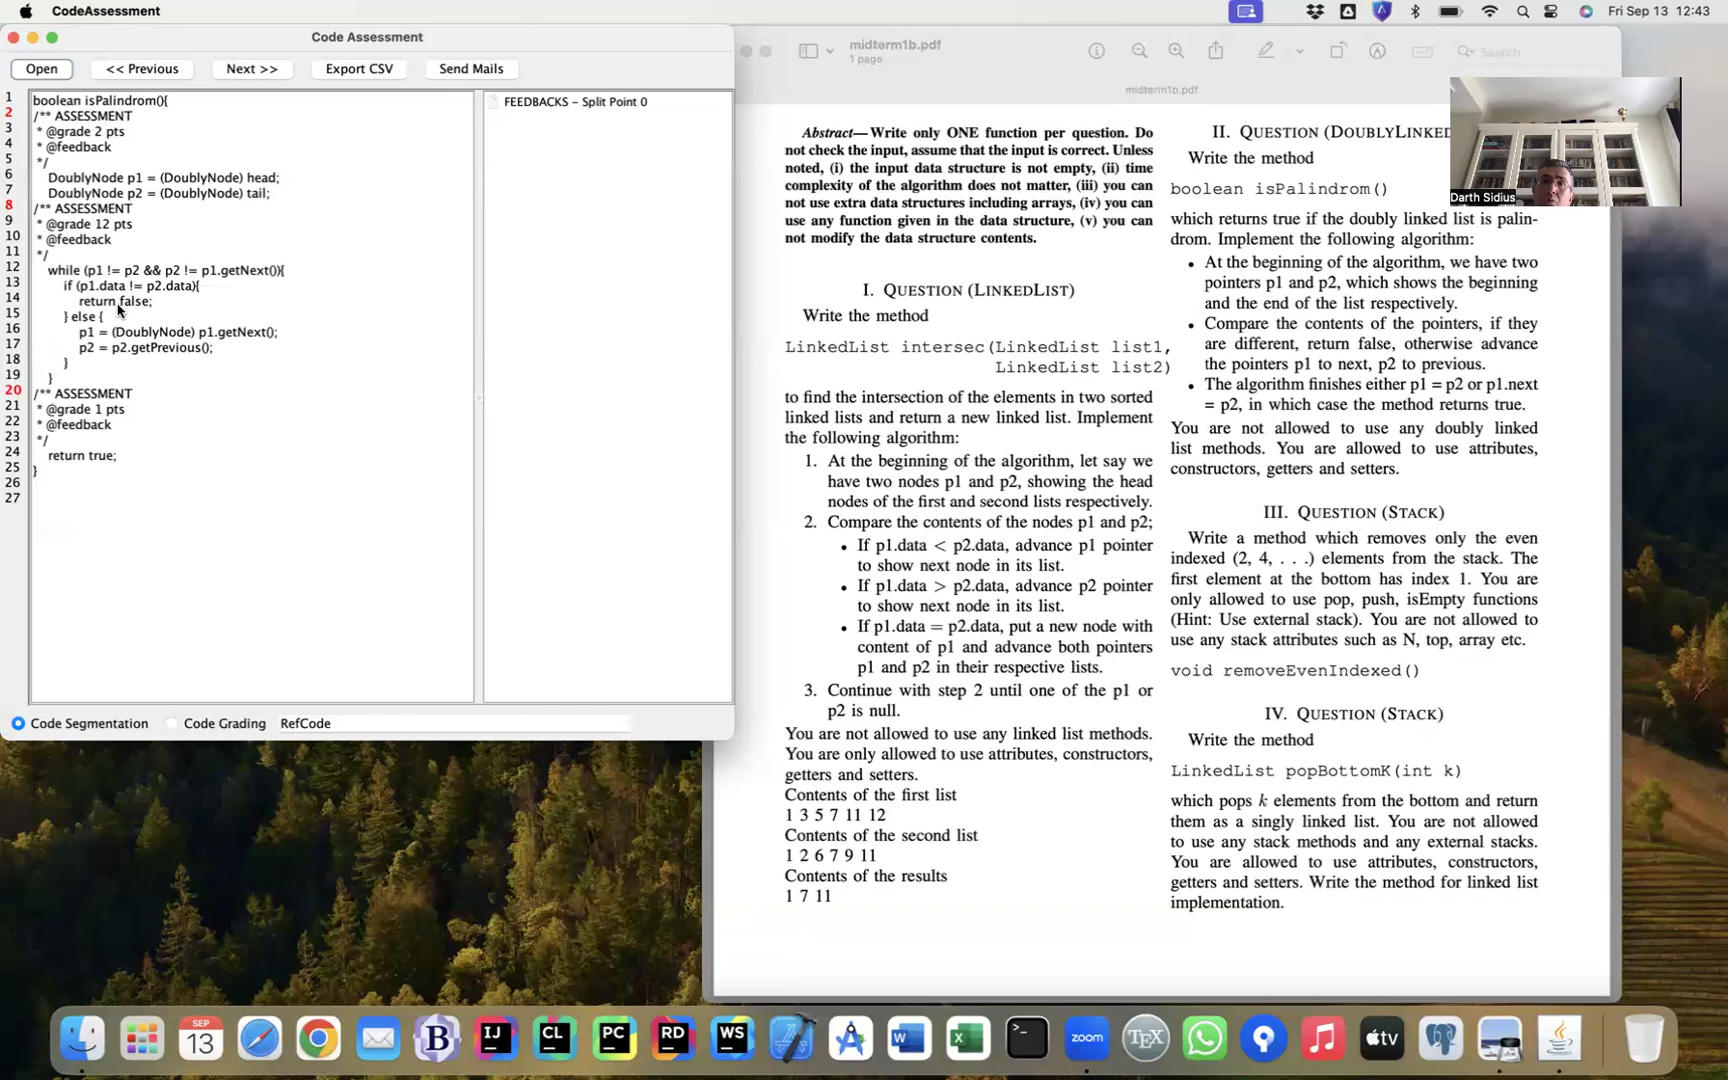 CodeAssessment
Fri Sep 13 12:43
Code Assessment
Open
<< Previous
Next >>
Export CSV
Send Mails
1 boolean isPalindrom(){
2 /** ASSESSMENT
3 * @grade 2 pts
4 * @feedback
5 */
6 DoublyNode p1 = (DoublyNode) head;
7 DoublyNode p2 = (DoublyNode) tail;
8 /** ASSESSMENT
9 * @grade 12 pts
10 * @feedback
11 */
12 while (p1 != p2 && p2 != p1.getNext(){
13 if (p1.data != p2.data){
14 return false;
15 } else {
16 p1 = (DoublyNode) p1.getNext();
17 p2 = p2.getPrevious();
18 }
19 }
20 /** ASSESSMENT
21 * @grade 1 pts
22 * @feedback
23 */
24 return true;
25 }
26
27
FEEDBACKS - Split Point 0
Code Segmentation
Code Grading
RefCode
midterm1b.pdf
1 page
Search
midterm1b.pdf
Abstract—Write only ONE function per question. Do
not check the input, assume that the input is correct. Unless
noted, (i) the input data structure is not empty, (ii) time
complexity of the algorithm does not matter, (iii) you can
not use extra data structures including arrays, (iv) you can
use any function given in the data structure, (v) you can
not modify the data structure contents.
I. QUESTION (LINKEDLIST)
Write the method
LinkedList intersec(LinkedList list1,
LinkedList list2)
to find the intersection of the elements in two sorted
linked lists and return a new linked list. Implement
the following algorithm:
1. At the beginning of the algorithm, let say we
have two nodes p1 and p2, showing the head
nodes of the first and second lists respectively.
2. Compare the contents of the nodes p1 and p2;
• If p1.data < p2.data, advance p1 pointer
to show next node in its list.
• If p1.data > p2.data, advance p2 pointer
to show next node in its list.
• If p1.data = p2.data, put a new node with
content of p1 and advance both pointers
p1 and p2 in their respective lists.
3. Continue with step 2 until one of the p1 or
p2 is null.
You are not allowed to use any linked list methods.
You are only allowed to use attributes, constructors,
getters and setters.
Contents of the first list
1 3 5 7 11 12
Contents of the second list
1 2 6 7 9 11
Contents of the results
1 7 11
II. QUESTION (DOUBLYLINKED
Write the method
boolean isPalindrom()
which returns true if the doubly linked list is palin-
drom. Implement the following algorithm:
• At the beginning of the algorithm, we have two
pointers p1 and p2, which shows the beginning
and the end of the list respectively.
• Compare the contents of the pointers, if they
are different, return false, otherwise advance
the pointers p1 to next, p2 to previous.
• The algorithm finishes either p1 = p2 or p1.next
= p2, in which case the method returns true.
You are not allowed to use any doubly linked
list methods. You are allowed to use attributes,
constructors, getters and setters.
III. QUESTION (STACK)
Write a method which removes only the even
indexed (2, 4, . . .) elements from the stack. The
first element at the bottom has index 1. You are
only allowed to use pop, push, isEmpty functions
(Hint: Use external stack). You are not allowed to
use any stack attributes such as N, top, array etc.
void removeEvenIndexed()
IV. QUESTION (STACK)
Write the method
LinkedList popBottomK(int k)
which pops k elements from the bottom and return
them as a singly linked list. You are not allowed
to use any stack methods and any external stacks.
You are allowed to use attributes, constructors,
getters and setters. Write the method for linked list
implementation.
Darth Sidius
SEP
13
B
IJ
CL
PC
RD
WS
W
X
zoom
TEX
tv